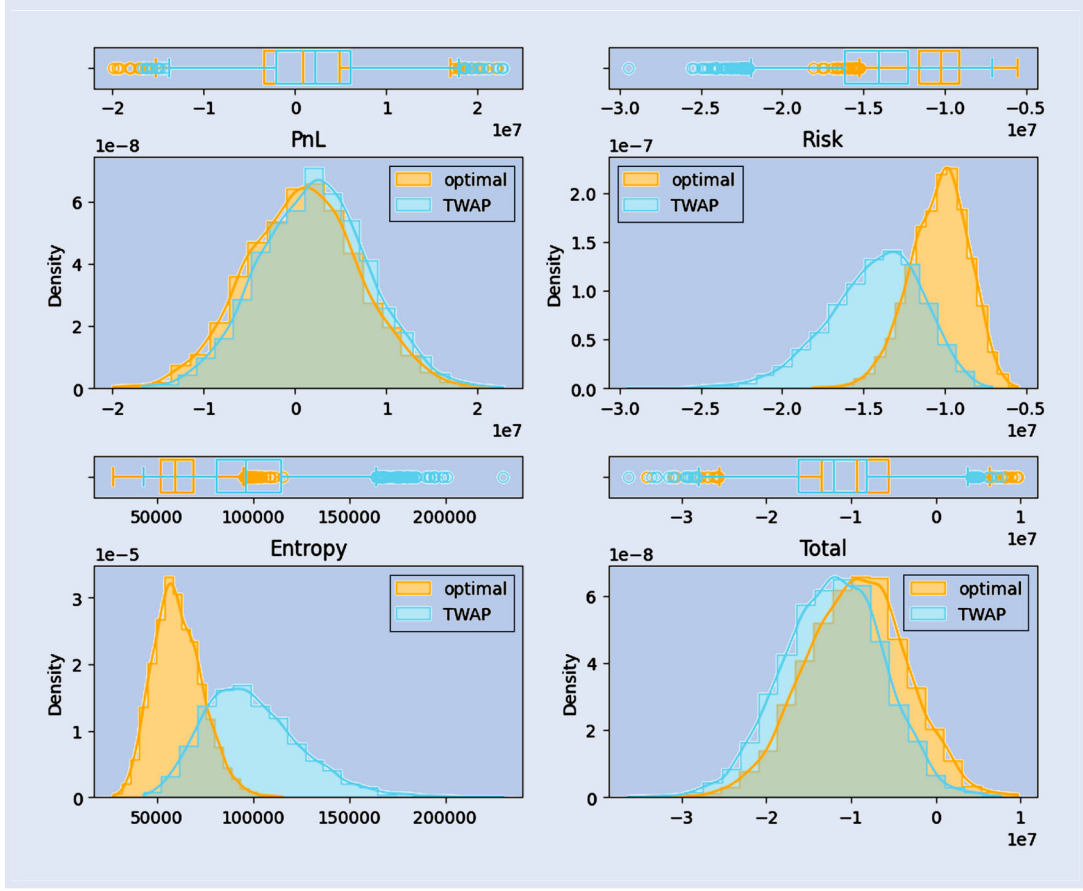 −2 −1 0 1 2
1e7
−3.0 −2.5 −2.0 −1.5 −1.0 −0.5
1e7
PnL
1e−8
optimal
TWAP
6
4
2
0
Density
−2 −1 0 1 2
1e7
Risk
1e−7
optimal
TWAP
2.0
1.5
1.0
0.5
0.0
Density
−3.0 −2.5 −2.0 −1.5 −1.0 −0.5
1e7
50000 100000 150000 200000
−3 −2 −1 0 1
1e7
Entropy
1e−5
optimal
TWAP
3
2
1
0
Density
50000 100000 150000 200000
Total
1e−8
optimal
TWAP
6
4
2
0
Density
−3 −2 −1 0 1
1e7